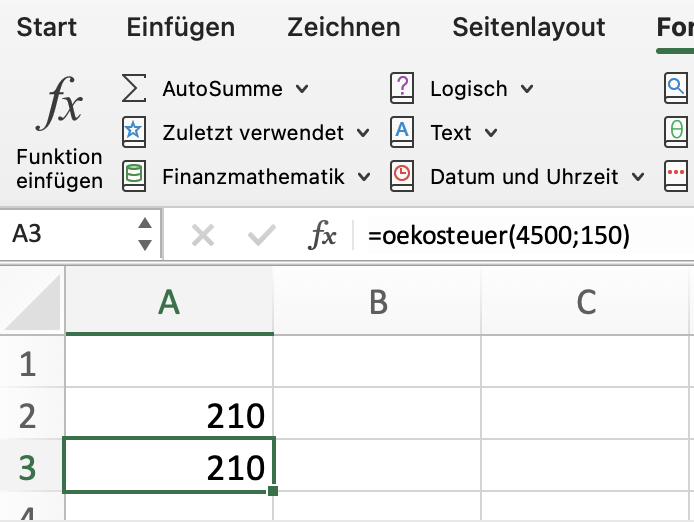 Start Einfügen Zeichnen Seitenlayout For
fx AutoSumme Logisch
Zuletzt verwendet Text
Funktion
einfügen Finanzmathematik Datum und Uhrzeit
A3 fx =oekosteuer(4500;150)
A B C
1
2 210
3 210
4